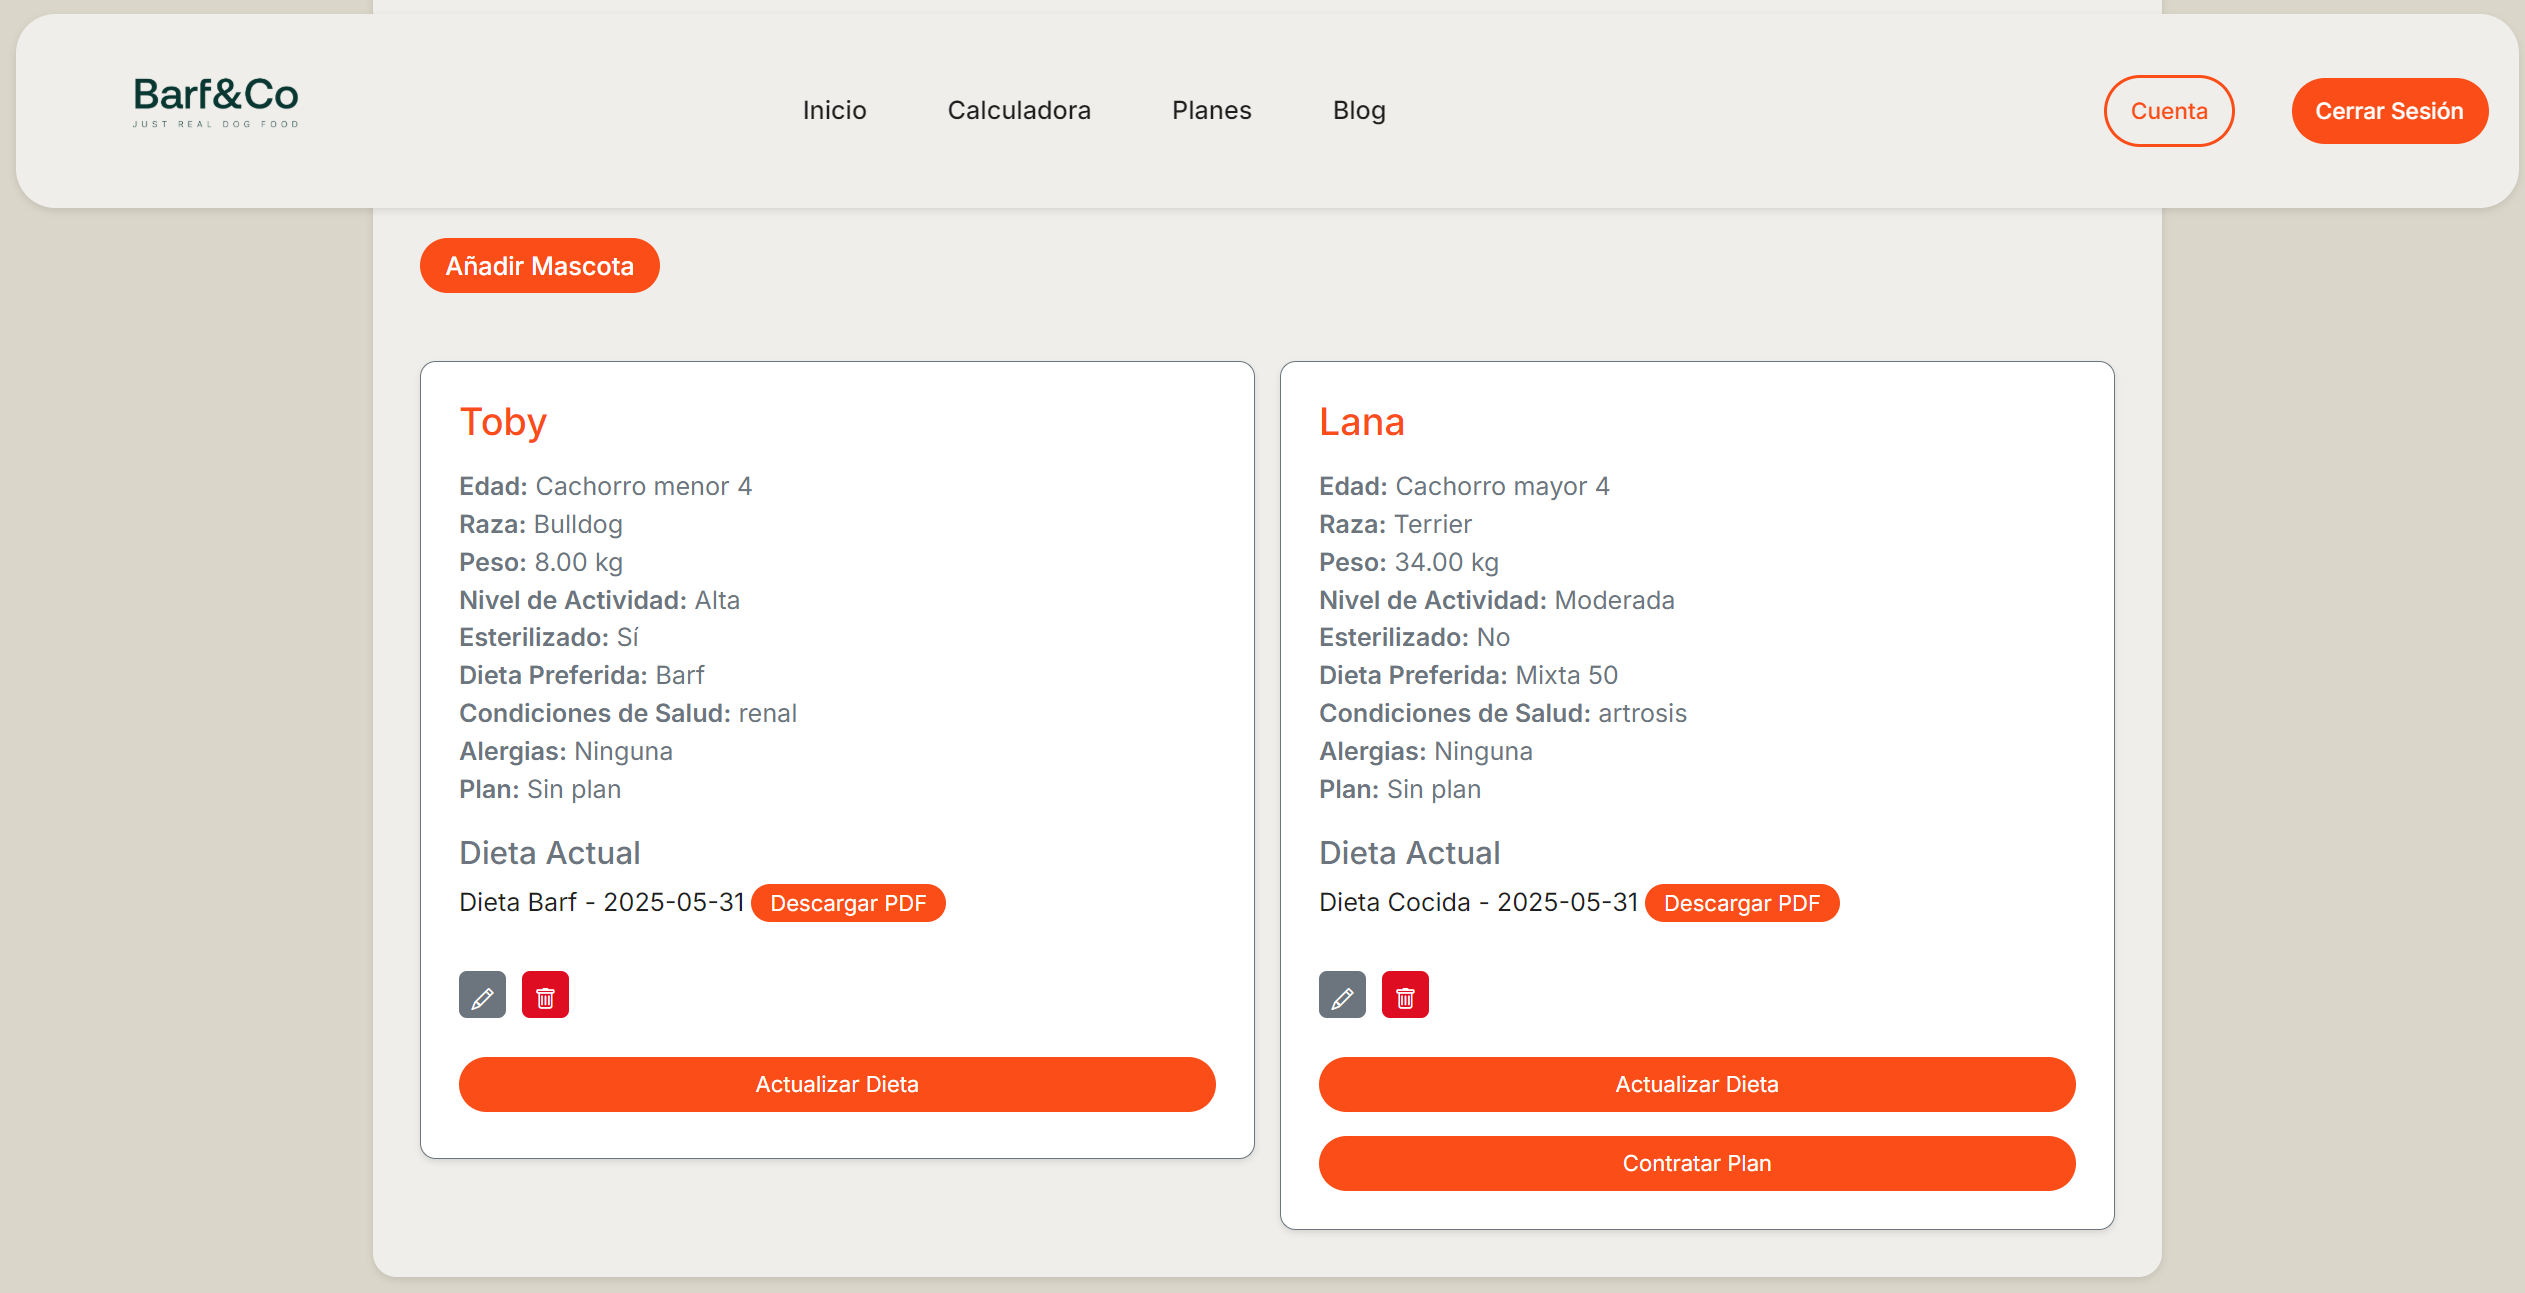 Barf&Co
JUST REAL DOG FOOD
Inicio
Calculadora
Planes
Blog
Cuenta
Cerrar Sesión
Añadir Mascota
Toby
Edad: Cachorro menor 4
Raza: Bulldog
Peso: 8.00 kg
Nivel de Actividad: Alta
Esterilizado: Sí
Dieta Preferida: Barf
Condiciones de Salud: renal
Alergias: Ninguna
Plan: Sin plan
Dieta Actual
Dieta Barf - 2025-05-31 Descargar PDF
Actualizar Dieta
Lana
Edad: Cachorro mayor 4
Raza: Terrier
Peso: 34.00 kg
Nivel de Actividad: Moderada
Esterilizado: No
Dieta Preferida: Mixta 50
Condiciones de Salud: artrosis
Alergias: Ninguna
Plan: Sin plan
Dieta Actual
Dieta Cocida - 2025-05-31 Descargar PDF
Actualizar Dieta
Contratar Plan